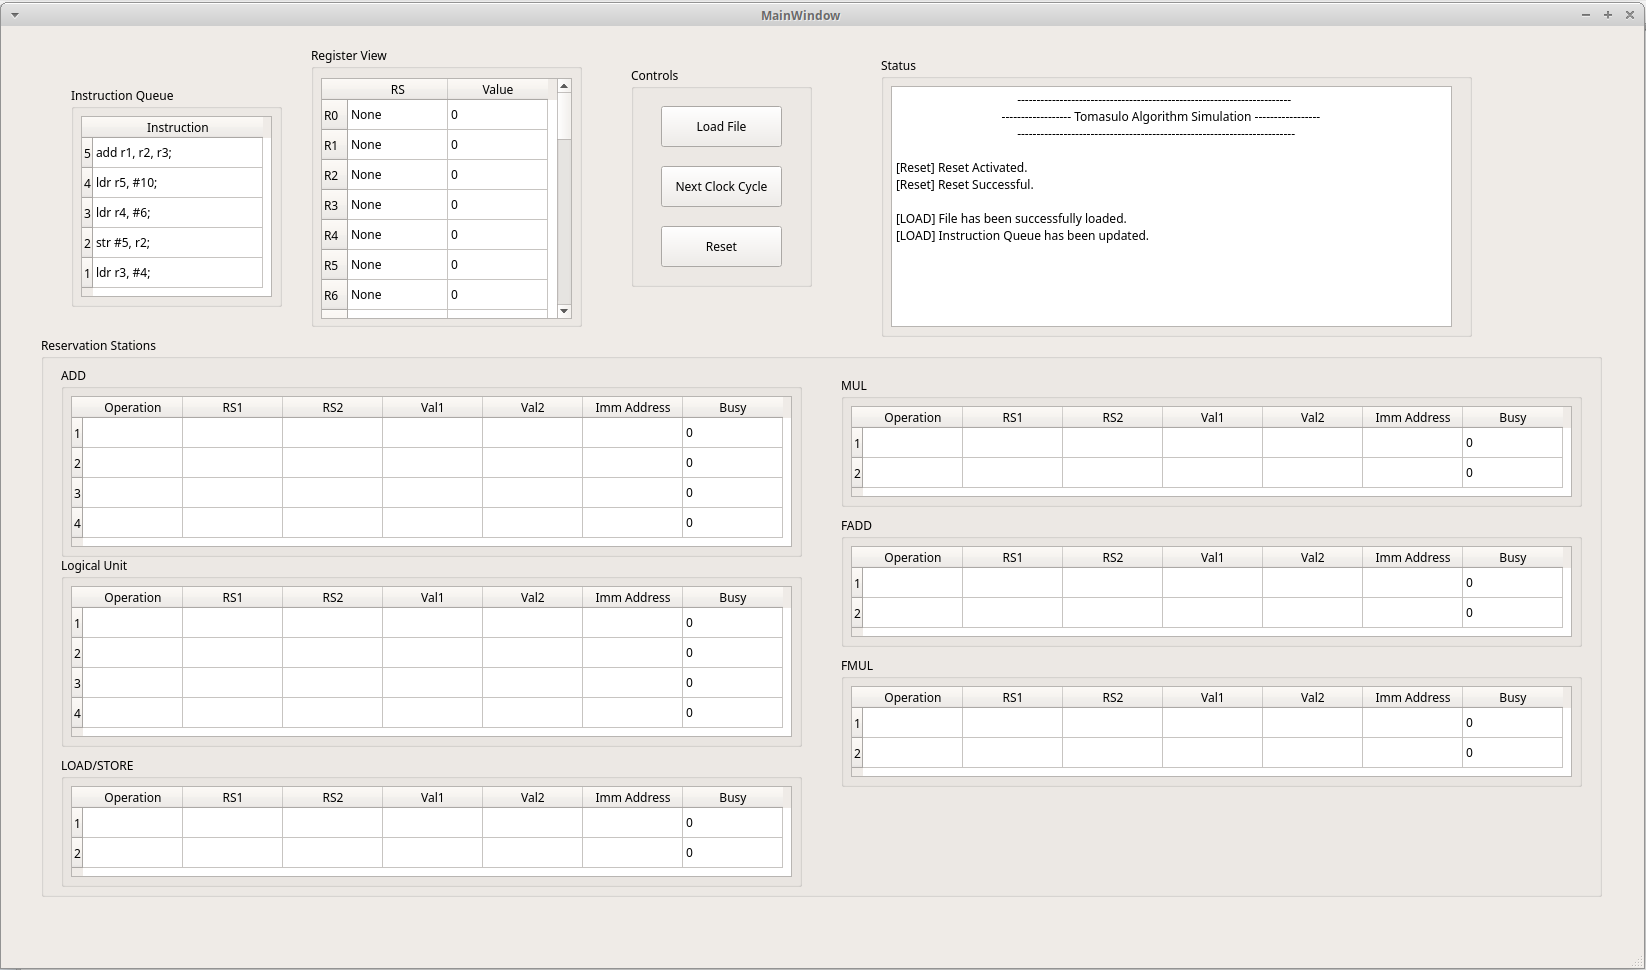 MainWindow
Instruction Queue
Instruction
5 add r1, r2, r3;
4 ldr r5, #10;
3 ldr r4, #6;
2 str #5, r2;
1 ldr r3, #4;
Register View
RS Value
R0 None 0
R1 None 0
R2 None 0
R3 None 0
R4 None 0
R5 None 0
R6 None 0
Controls
Load File
Next Clock Cycle
Reset
Status
-----------------------------------------------------------------------
------------------ Tomasulo Algorithm Simulation -----------------
------------------------------------------------------------------------
[Reset] Reset Activated.
[Reset] Reset Successful.
[LOAD] File has been successfully loaded.
[LOAD] Instruction Queue has been updated.
Reservation Stations
ADD
Operation RS1 RS2 Val1 Val2 Imm Address Busy
1 0
2 0
3 0
4 0
Logical Unit
Operation RS1 RS2 Val1 Val2 Imm Address Busy
1 0
2 0
3 0
4 0
LOAD/STORE
Operation RS1 RS2 Val1 Val2 Imm Address Busy
1 0
2 0
MUL
Operation RS1 RS2 Val1 Val2 Imm Address Busy
1 0
2 0
FADD
Operation RS1 RS2 Val1 Val2 Imm Address Busy
1 0
2 0
FMUL
Operation RS1 RS2 Val1 Val2 Imm Address Busy
1 0
2 0